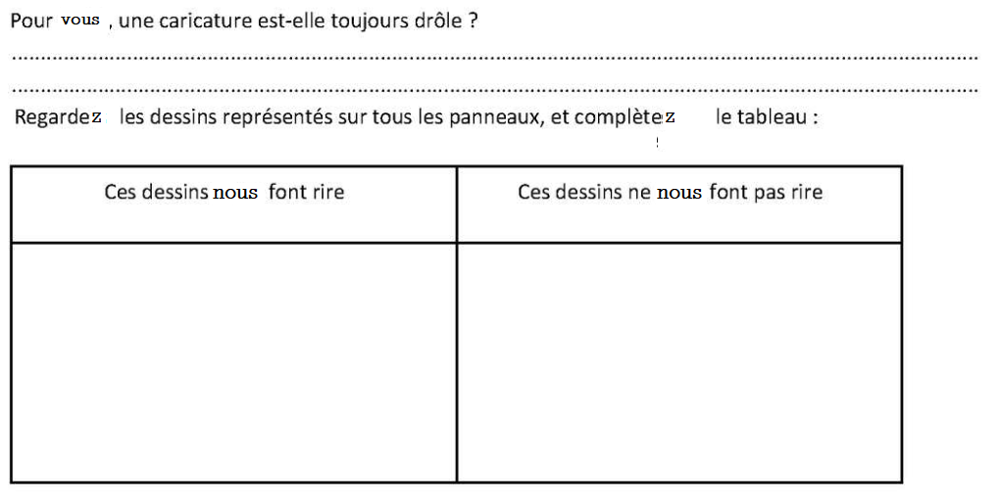 Pour vous , une caricature est-elle toujours drôle ?
Regardez les dessins représentés sur tous les panneaux, et complètez le tableau :
Ces dessins nous font rire
Ces dessins ne nous font pas rire